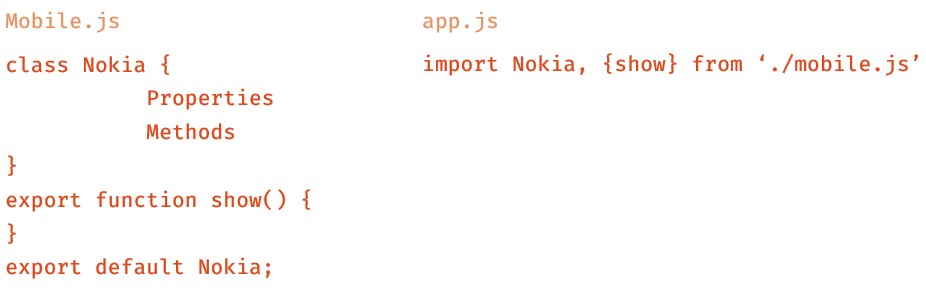 Mobile.js
class Nokia {
Properties
Methods
}
export function show() {
}
export default Nokia;
app.js
import Nokia, {show} from ‘./mobile.js’